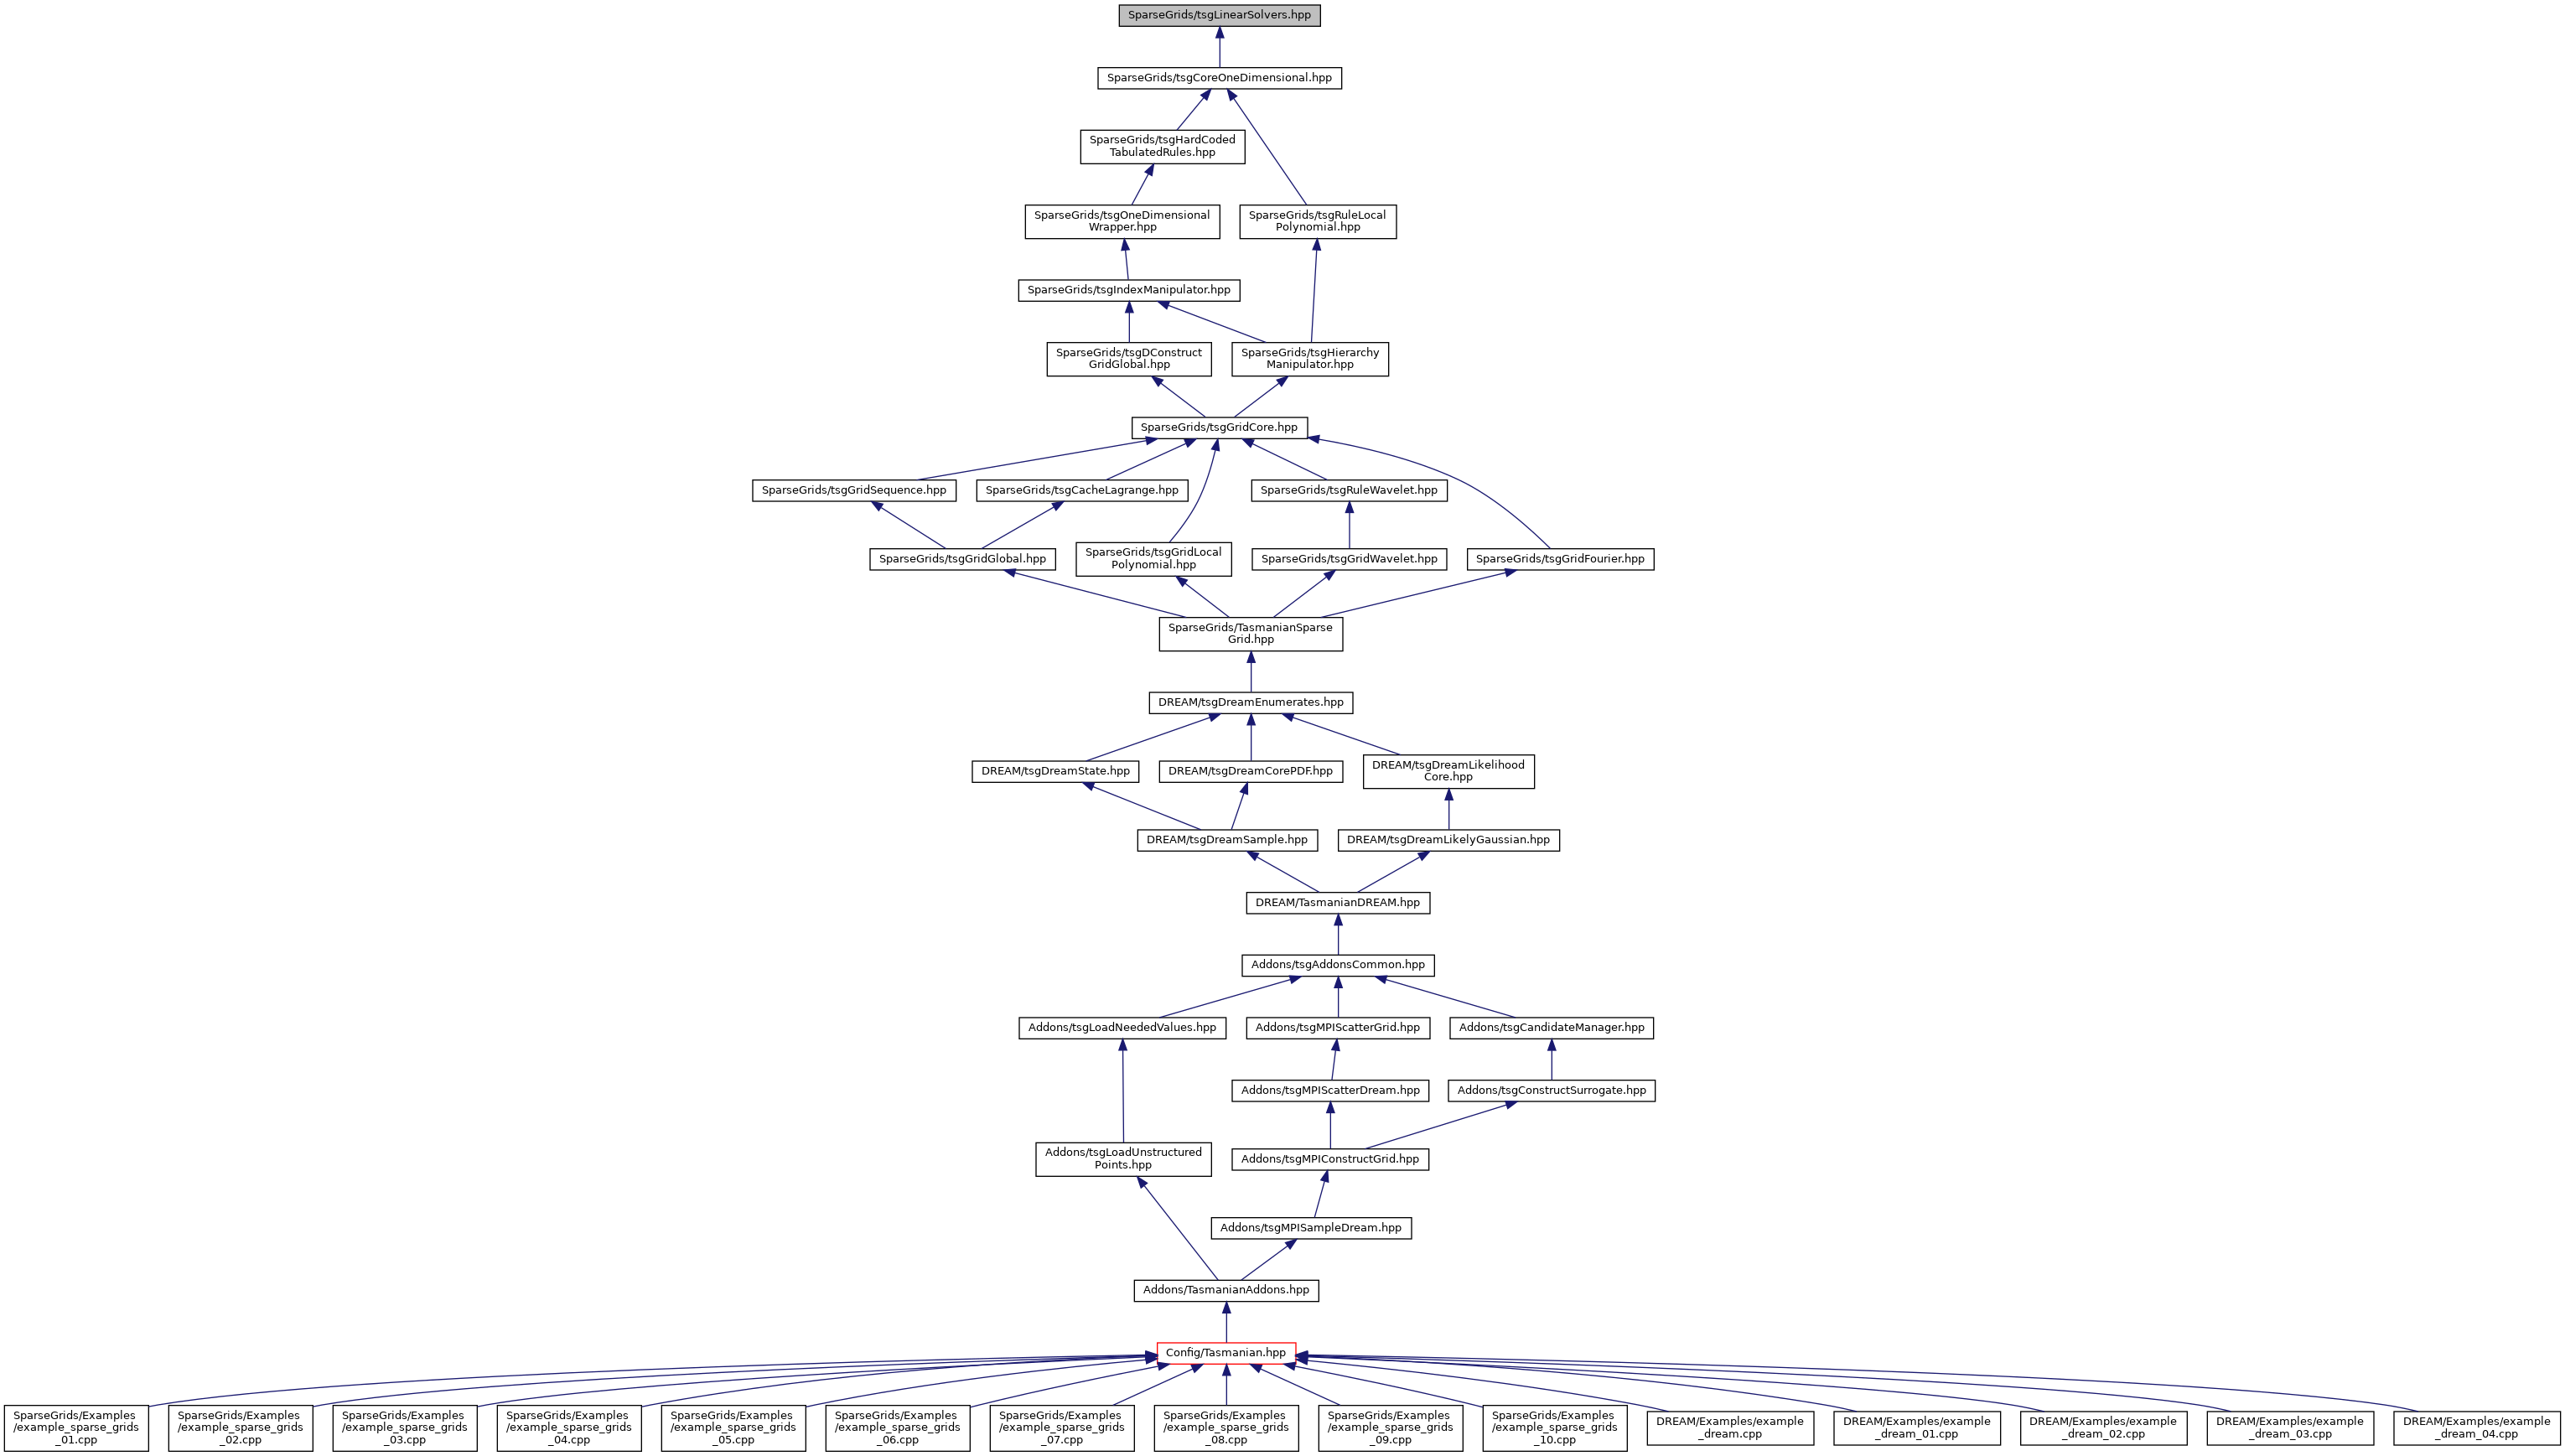 SparseGrids/tsgLinearSolvers.hpp
SparseGrids/tsgCoreOneDimensional.hpp
SparseGrids/tsgHardCoded
TabulatedRules.hpp
SparseGrids/tsgOneDimensional
Wrapper.hpp
SparseGrids/tsgRuleLocal
Polynomial.hpp
SparseGrids/tsgIndexManipulator.hpp
SparseGrids/tsgDConstruct
GridGlobal.hpp
SparseGrids/tsgHierarchy
Manipulator.hpp
SparseGrids/tsgGridCore.hpp
SparseGrids/tsgGridSequence.hpp
SparseGrids/tsgCacheLagrange.hpp
SparseGrids/tsgRuleWavelet.hpp
SparseGrids/tsgGridGlobal.hpp
SparseGrids/tsgGridLocal
Polynomial.hpp
SparseGrids/tsgGridWavelet.hpp
SparseGrids/tsgGridFourier.hpp
SparseGrids/TasmanianSparse
Grid.hpp
DREAM/tsgDreamEnumerates.hpp
DREAM/tsgDreamState.hpp
DREAM/tsgDreamCorePDF.hpp
DREAM/tsgDreamLikelihood
Core.hpp
DREAM/tsgDreamSample.hpp
DREAM/tsgDreamLikelyGaussian.hpp
DREAM/TasmanianDREAM.hpp
Addons/tsgAddonsCommon.hpp
Addons/tsgLoadNeededValues.hpp
Addons/tsgMPIScatterGrid.hpp
Addons/tsgCandidateManager.hpp
Addons/tsgMPIScatterDream.hpp
Addons/tsgConstructSurrogate.hpp
Addons/tsgLoadUnstructured
Points.hpp
Addons/tsgMPIConstructGrid.hpp
Addons/tsgMPISampleDream.hpp
Addons/TasmanianAddons.hpp
Config/Tasmanian.hpp
SparseGrids/Examples
/example_sparse_grids
_01.cpp
SparseGrids/Examples
/example_sparse_grids
_02.cpp
SparseGrids/Examples
/example_sparse_grids
_03.cpp
SparseGrids/Examples
/example_sparse_grids
_04.cpp
SparseGrids/Examples
/example_sparse_grids
_05.cpp
SparseGrids/Examples
/example_sparse_grids
_06.cpp
SparseGrids/Examples
/example_sparse_grids
_07.cpp
SparseGrids/Examples
/example_sparse_grids
_08.cpp
SparseGrids/Examples
/example_sparse_grids
_09.cpp
SparseGrids/Examples
/example_sparse_grids
_10.cpp
DREAM/Examples/example
_dream.cpp
DREAM/Examples/example
_dream_01.cpp
DREAM/Examples/example
_dream_02.cpp
DREAM/Examples/example
_dream_03.cpp
DREAM/Examples/example
_dream_04.cpp